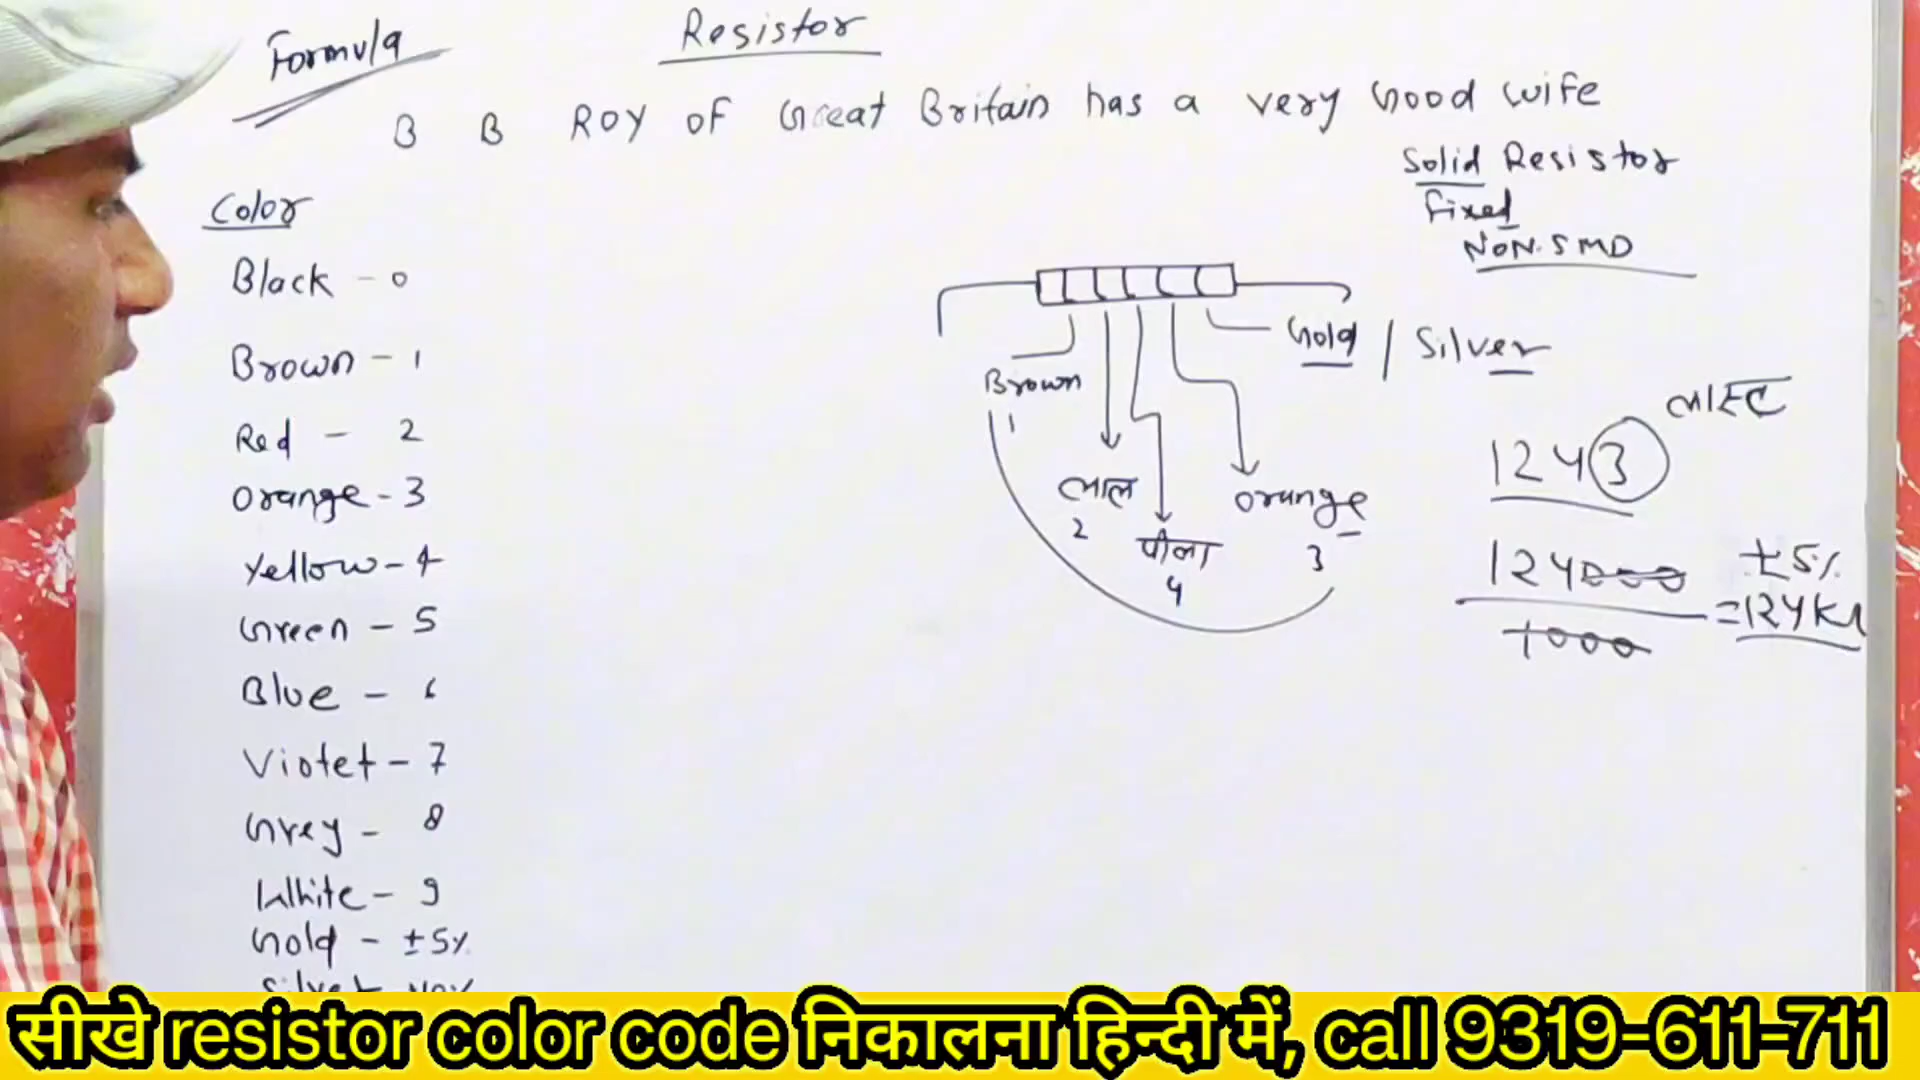 Formula
Resistor
B B ROY OF Great Britain has a very Good wife
Solid Resistor
Fixed
NON.SMD
Color
Black - 0
Brown - 1
Red - 2
Orange - 3
Yellow - 4
Green - 5
Blue - 6
Violet - 7
Grey - 8
White - 9
Gold - ±5%
Gold / Silver
Brown
1
लाल
2
पीला
4
orange
3
लास्ट
1243
124000 ±5%
1000
=124K
सीखे resistor color code निकालना हिन्दी में, call 9319-611-711